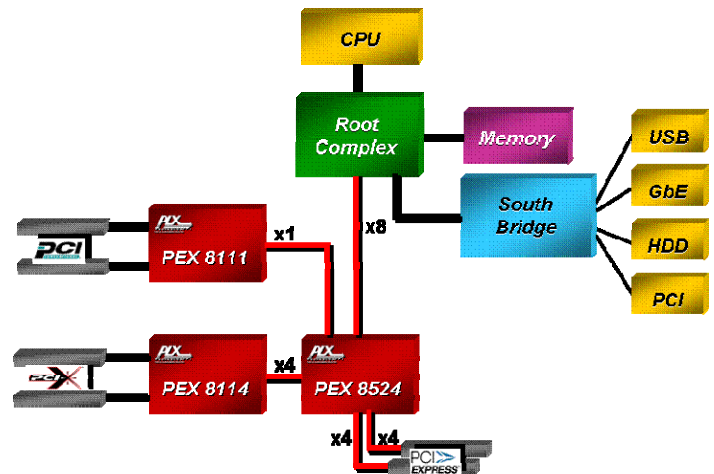 CPU
Root
Complex
Memory
USB
South
Bridge
GbE
HDD
PCI
PLX
PEX 8111
x1
x8
PCI
PLX
PEX 8114
x4
PLX
PEX 8524
PCI-X
x4
x4
PCI
EXPRESS